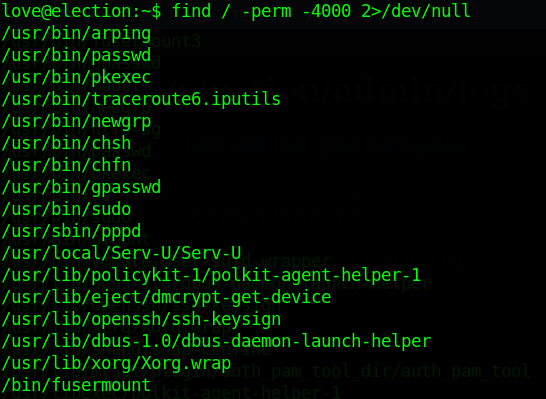 love@election:~$ find / -perm -4000 2>/dev/null
/usr/bin/arping
/usr/bin/passwd
/usr/bin/pkexec
/usr/bin/traceroute6.iputils
/usr/bin/newgrp
/usr/bin/chsh
/usr/bin/chfn
/usr/bin/gpasswd
/usr/bin/sudo
/usr/sbin/pppd
/usr/local/Serv-U/Serv-U
/usr/lib/policykit-1/polkit-agent-helper-1
/usr/lib/eject/dmcrypt-get-device
/usr/lib/openssh/ssh-keysign
/usr/lib/dbus-1.0/dbus-daemon-launch-helper
/usr/lib/xorg/Xorg.wrap
/bin/fusermount